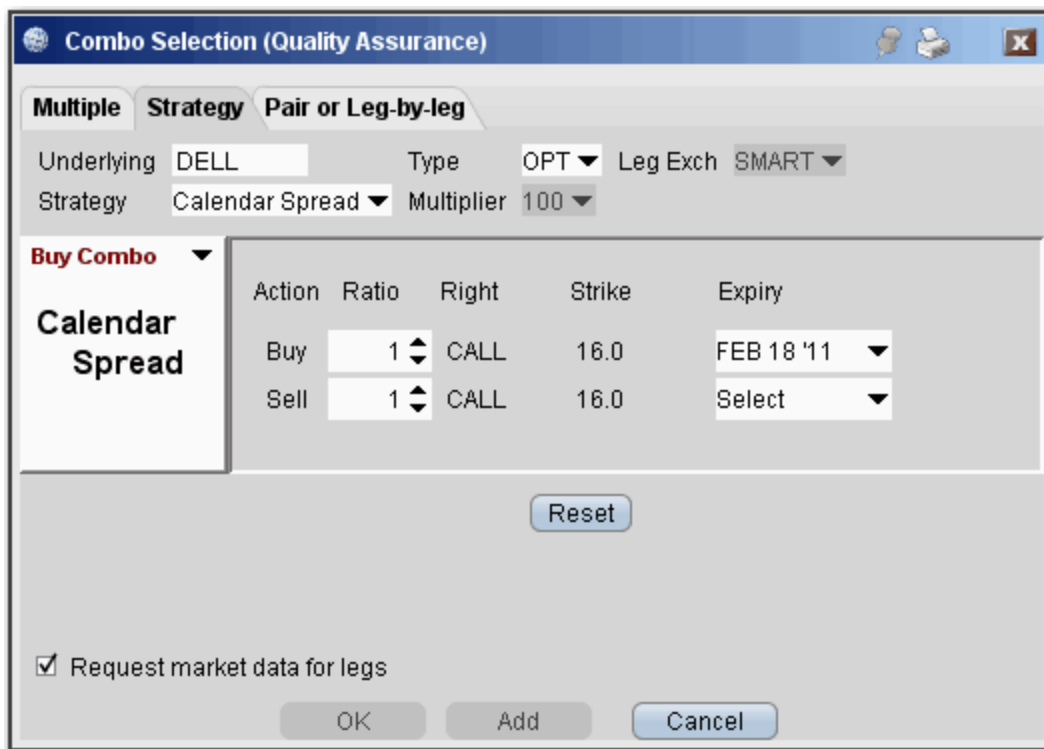 Combo Selection (Quality Assurance)
Multiple Strategy Pair or Leg-by-leg
Underlying DELL Type OPT Leg Exch SMART
Strategy Calendar Spread Multiplier 100
Buy Combo
Calendar
Spread
Action Ratio Right Strike Expiry
Buy 1 CALL 16.0 FEB 18 '11
Sell 1 CALL 16.0 Select
Reset
Request market data for legs
OK Add Cancel